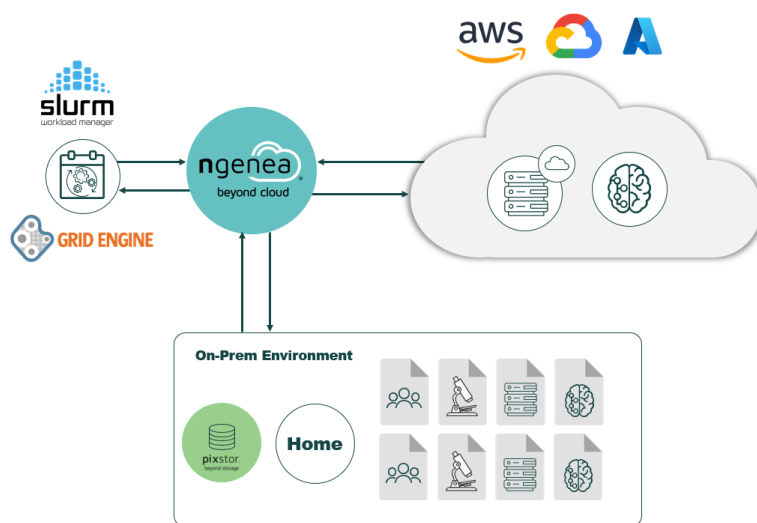 aws
slurm
workload manager
ngenea
beyond cloud
GRID ENGINE
On-Prem Environment
pixstor
beyond storage
Home